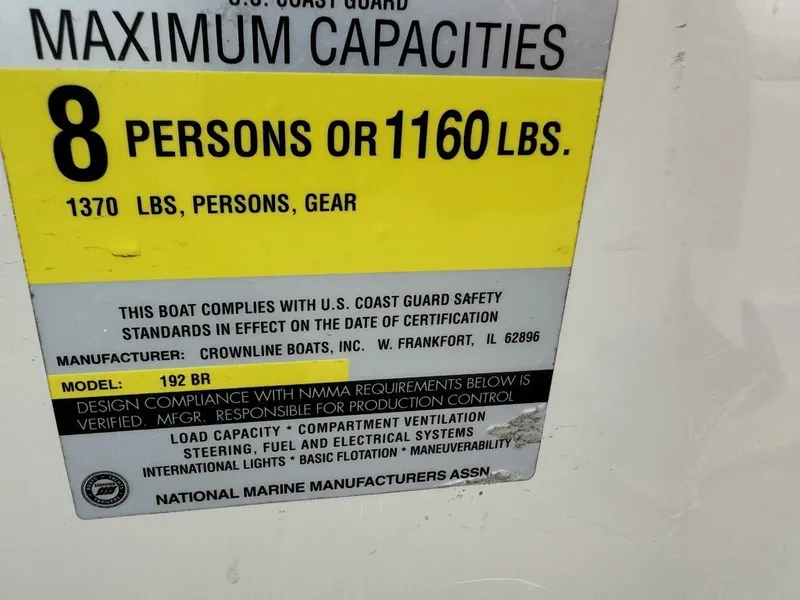 U.S. COAST GUARD
MAXIMUM CAPACITIES
8 PERSONS OR 1160 LBS.
1370 LBS, PERSONS, GEAR
THIS BOAT COMPLIES WITH U.S. COAST GUARD SAFETY
STANDARDS IN EFFECT ON THE DATE OF CERTIFICATION
MANUFACTURER: CROWNLINE BOATS, INC. W. FRANKFORT, IL 62896
MODEL: 192 BR
DESIGN COMPLIANCE WITH NMMA REQUIREMENTS BELOW IS
VERIFIED. MFGR. RESPONSIBLE FOR PRODUCTION CONTROL
LOAD CAPACITY * COMPARTMENT VENTILATION
STEERING, FUEL AND ELECTRICAL SYSTEMS
INTERNATIONAL LIGHTS * BASIC FLOTATION * MANEUVERABILITY
NATIONAL MARINE MANUFACTURERS ASSN